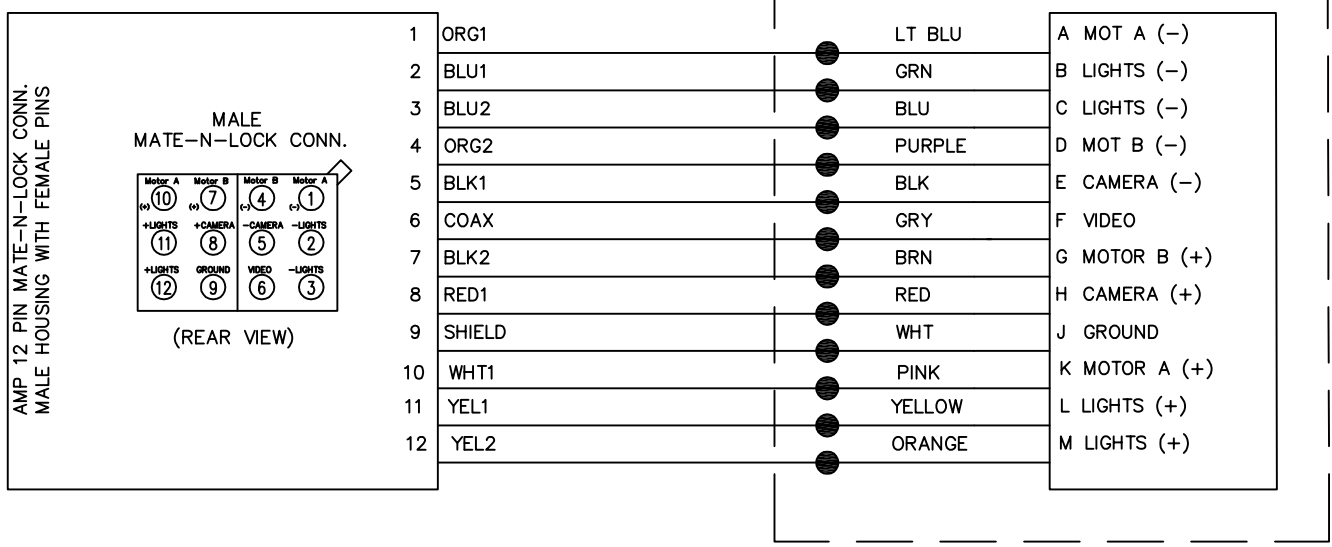 AMP 12 PIN MATE-N-LOCK CONN.
MALE HOUSING WITH FEMALE PINS
MALE
MATE-N-LOCK CONN.
Motor A Motor B Motor B Motor A
(+) 10 (+) 7 (-) 4 (-) 1
+LIGHTS +CAMERA -CAMERA -LIGHTS
11 8 5 2
+LIGHTS GROUND VIDEO -LIGHTS
12 9 6 3
(REAR VIEW)
1 ORG1 LT BLU A MOT A (-)
2 BLU1 GRN B LIGHTS (-)
3 BLU2 BLU C LIGHTS (-)
4 ORG2 PURPLE D MOT B (-)
5 BLK1 BLK E CAMERA (-)
6 COAX GRY F VIDEO
7 BLK2 BRN G MOTOR B (+)
8 RED1 RED H CAMERA (+)
9 SHIELD WHT J GROUND
10 WHT1 PINK K MOTOR A (+)
11 YEL1 YELLOW L LIGHTS (+)
12 YEL2 ORANGE M LIGHTS (+)